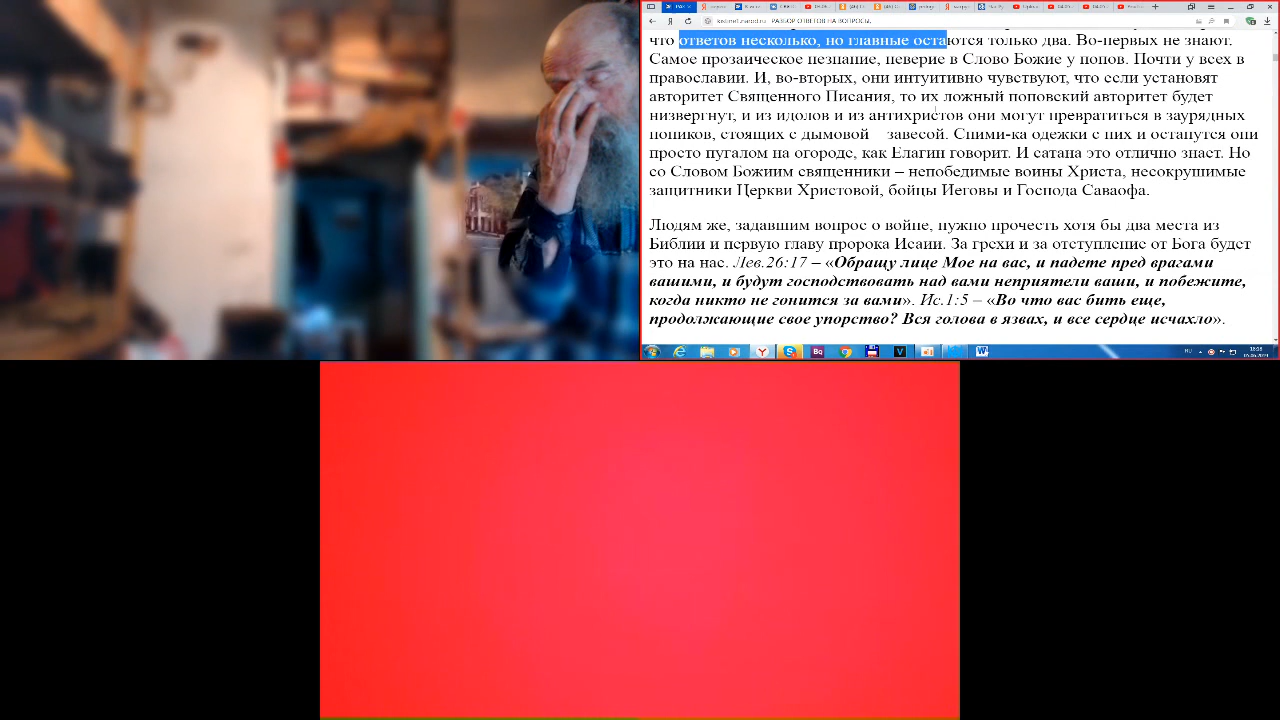 kistine1.narod.ru РАЗБОР ОТВЕТОВ НА ВОПРОСЫ.
что ответов несколько, но главные остаются только два. Во-первых не знают.
Самое прозаическое незнание, неверие в Слово Божие у попов. Почти у всех в
православии. И, во-вторых, они интуитивно чувствуют, что если установят
авторитет Священного Писания, то их ложный поповский авторитет будет
низвергнут, и из идолов и из антихристов они могут превратиться в заурядных
попиков, стоящих с дымовой завесой. Сними-ка одежки с них и останутся они
просто пугалом на огороде, как Елагин говорит. И сатана это отлично знает. Но
со Словом Божиим священники – непобедимые воины Христа, несокрушимые
защитники Церкви Христовой, бойцы Иеговы и Господа Саваофа.
Людям же, задавшим вопрос о войне, нужно прочесть хотя бы два места из
Библии и первую главу пророка Исаии. За грехи и за отступление от Бога будет
это на нас. Лев.26:17 – «Обращу лице Мое на вас, и падете пред врагами
вашими, и будут господствовать над вами неприятели ваши, и побежите,
когда никто не гонится за вами». Ис.1:5 – «Во что вас бить еще,
продолжающие свое упорство? Вся голова в язвах, и все сердце исчахло».
RU